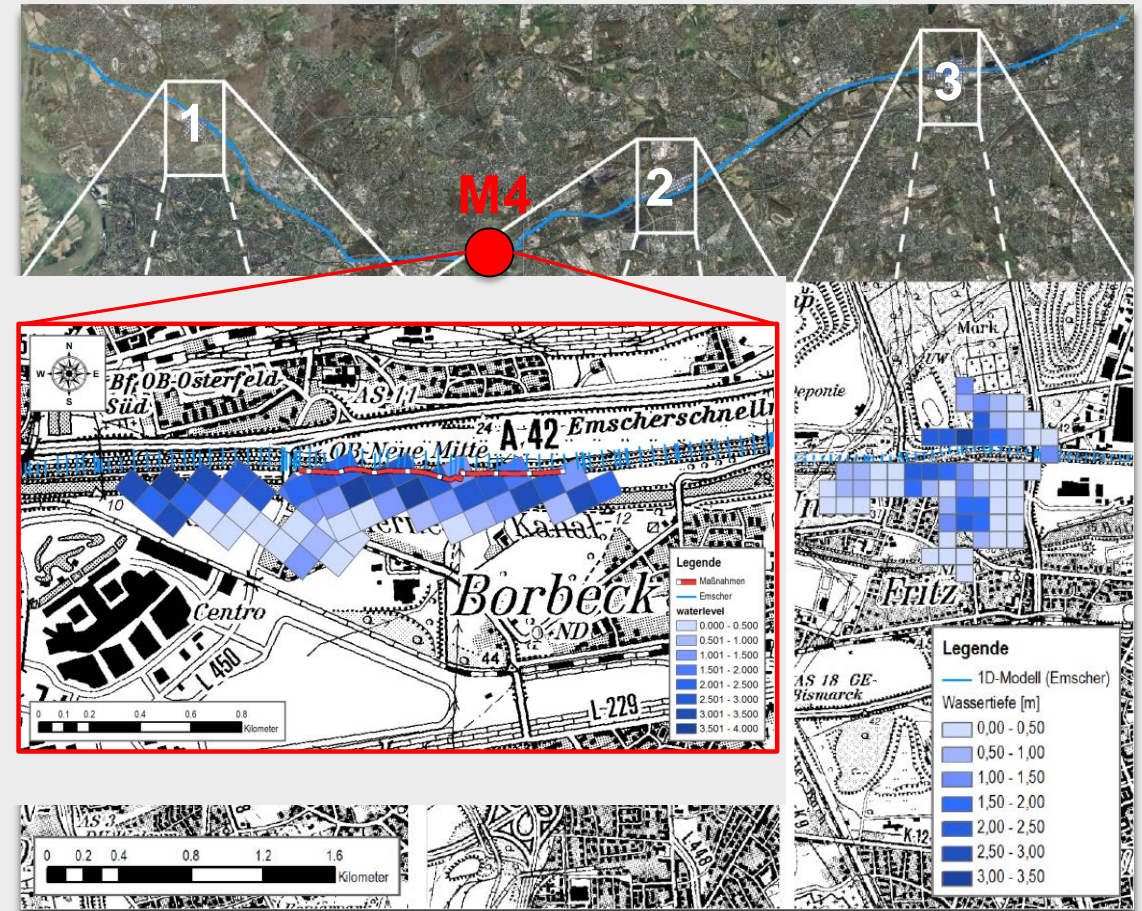 1
2
3
M4
N
W E
S
Bf. OB-Osterfeld
Süd
AS 11
24
A 42 Emscherschnell
OB-Neue Mitte
10
12
Kanal
Borbeck
ND
Centro
L 450
44
L 229
Legende
Maßnahmen
Emscher
waterlevel
0.000 - 0.500
0.501 - 1.000
1.001 - 1.500
1.501 - 2.000
2.001 - 2.500
2.501 - 3.000
3.001 - 3.500
3.501 - 4.000
0 0.1 0.2 0.4 0.6 0.8
Kilometer
Mark
UW
Deponie
Fritz
AS 18 GE-
Bismarck
42
K 12
Legende
1D-Modell (Emscher)
Wassertiefe [m]
0,00 - 0,50
0,50 - 1,00
1,00 - 1,50
1,50 - 2,00
2,00 - 2,50
2,50 - 3,00
3,00 - 3,50
AS 3
0 0.2 0.4 0.8 1.2 1.6
Kilometer
L 448